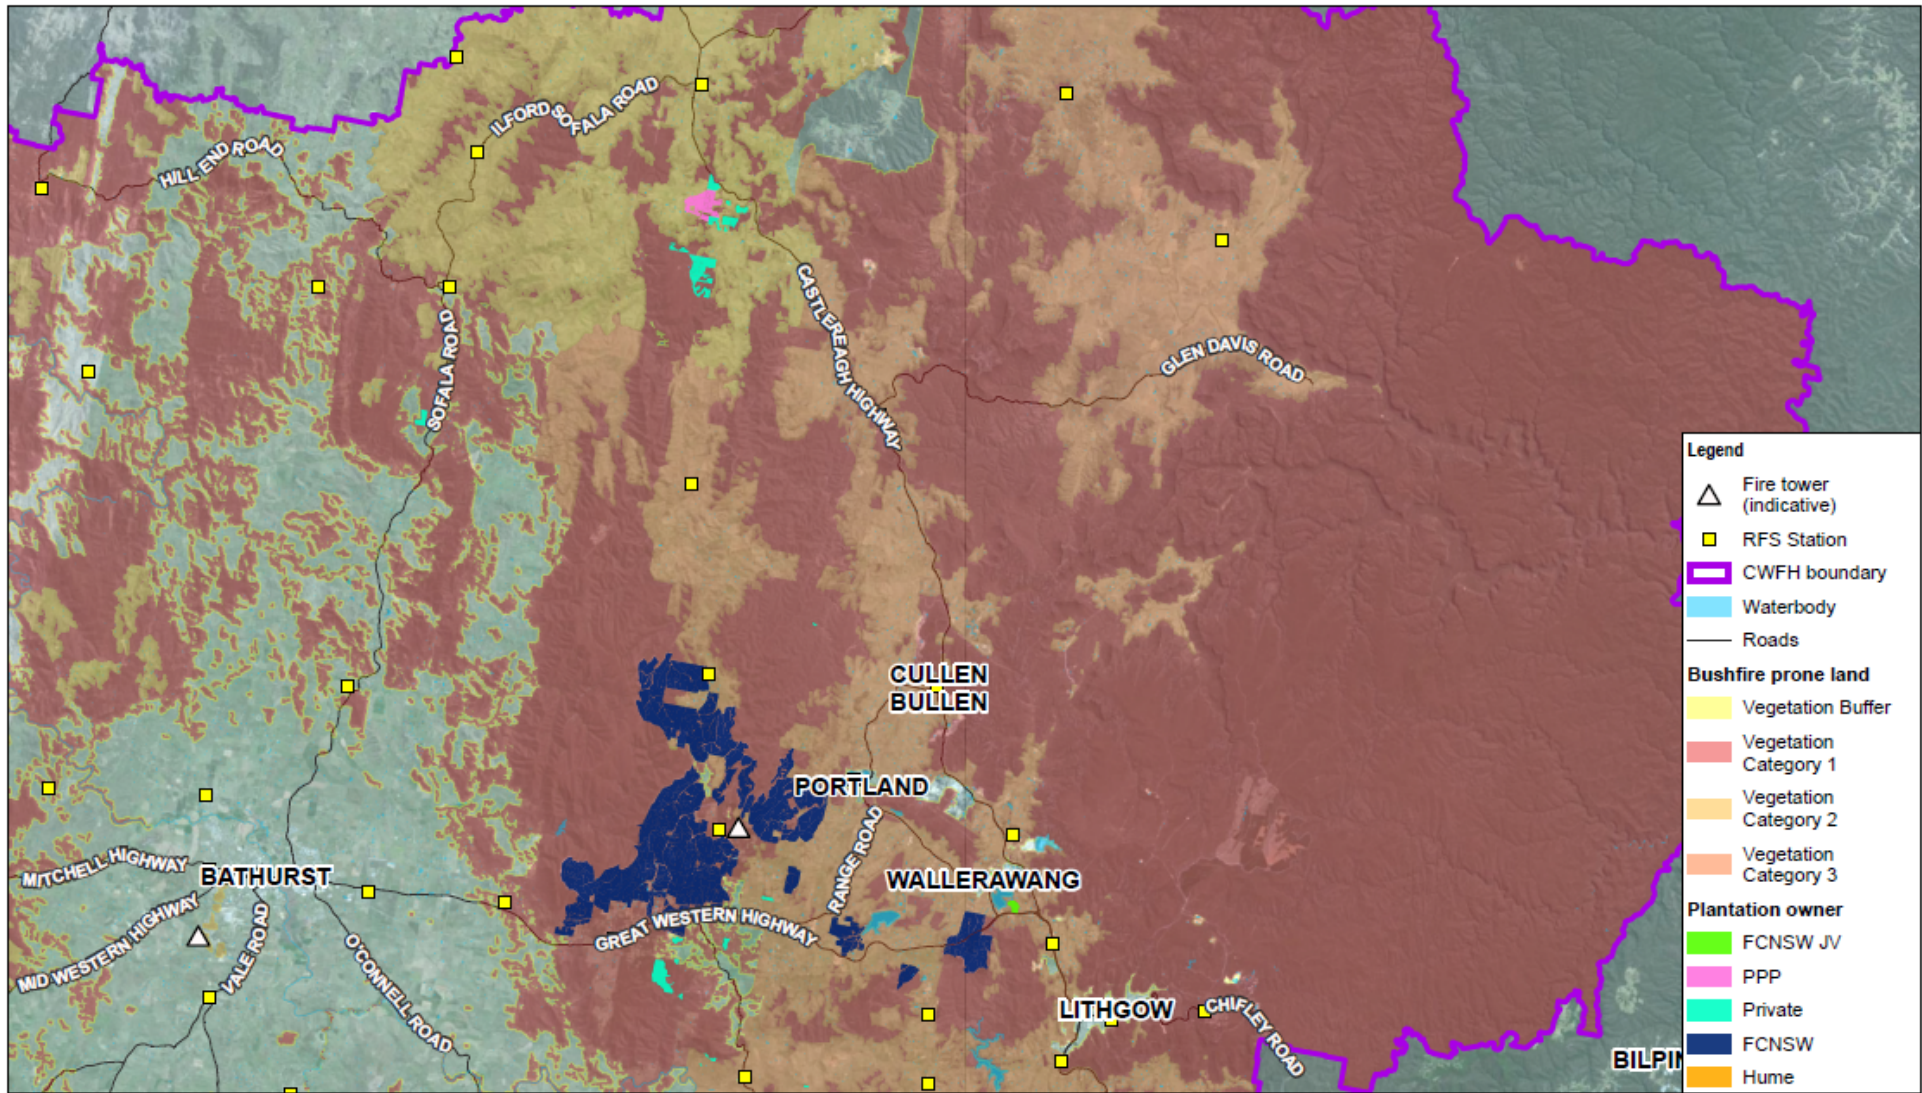 ILFORD SOFALA ROAD
HILL END ROAD
CASTLEREAGH HIGHWAY
SOFALA ROAD
GLEN DAVIS ROAD
CULLEN
BULLEN
PORTLAND
RANGE ROAD
MITCHELL HIGHWAY
BATHURST
WALLERAWANG
MID WESTERN HIGHWAY
VALE ROAD
GREAT WESTERN HIGHWAY
O'CONNELL ROAD
LITHGOW
CHIFLEY ROAD
BILPIN
Legend
Fire tower
(indicative)
RFS Station
CWFH boundary
Waterbody
Roads
Bushfire prone land
Vegetation Buffer
Vegetation
Category 1
Vegetation
Category 2
Vegetation
Category 3
Plantation owner
FCNSW JV
PPP
Private
FCNSW
Hume